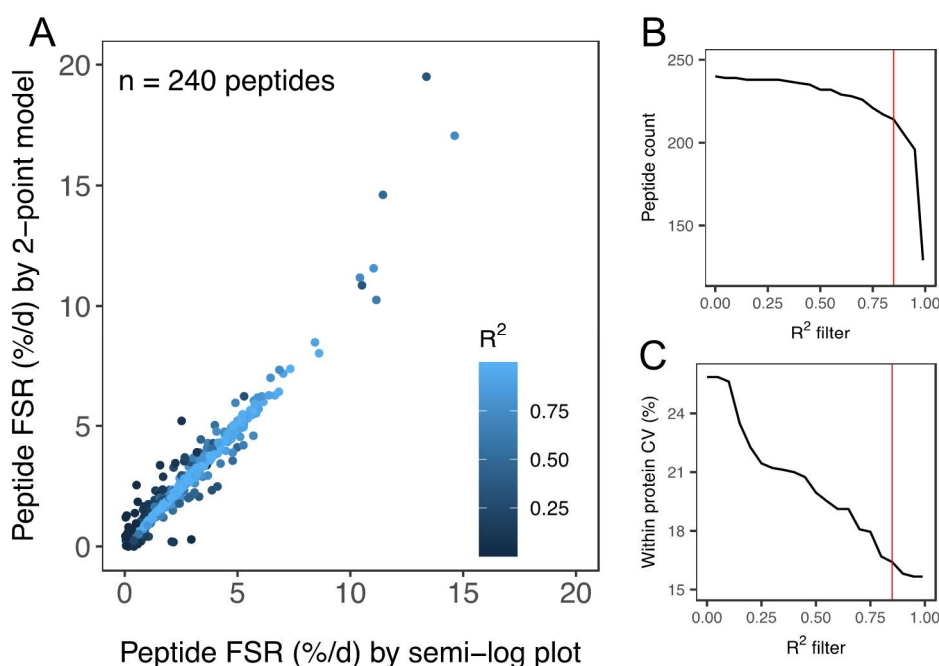 A
Peptide FSR (%/d) by 2−point model
20
15
10
5
0
n = 240 peptides
R²
0.75
0.50
0.25
0
5
10
15
20
Peptide FSR (%/d) by semi−log plot
B
Peptide count
250
200
150
0.00
0.25
0.50
0.75
1.00
R² filter
C
Within protein CV (%)
24
21
18
15
0.00
0.25
0.50
0.75
1.00
R² filter